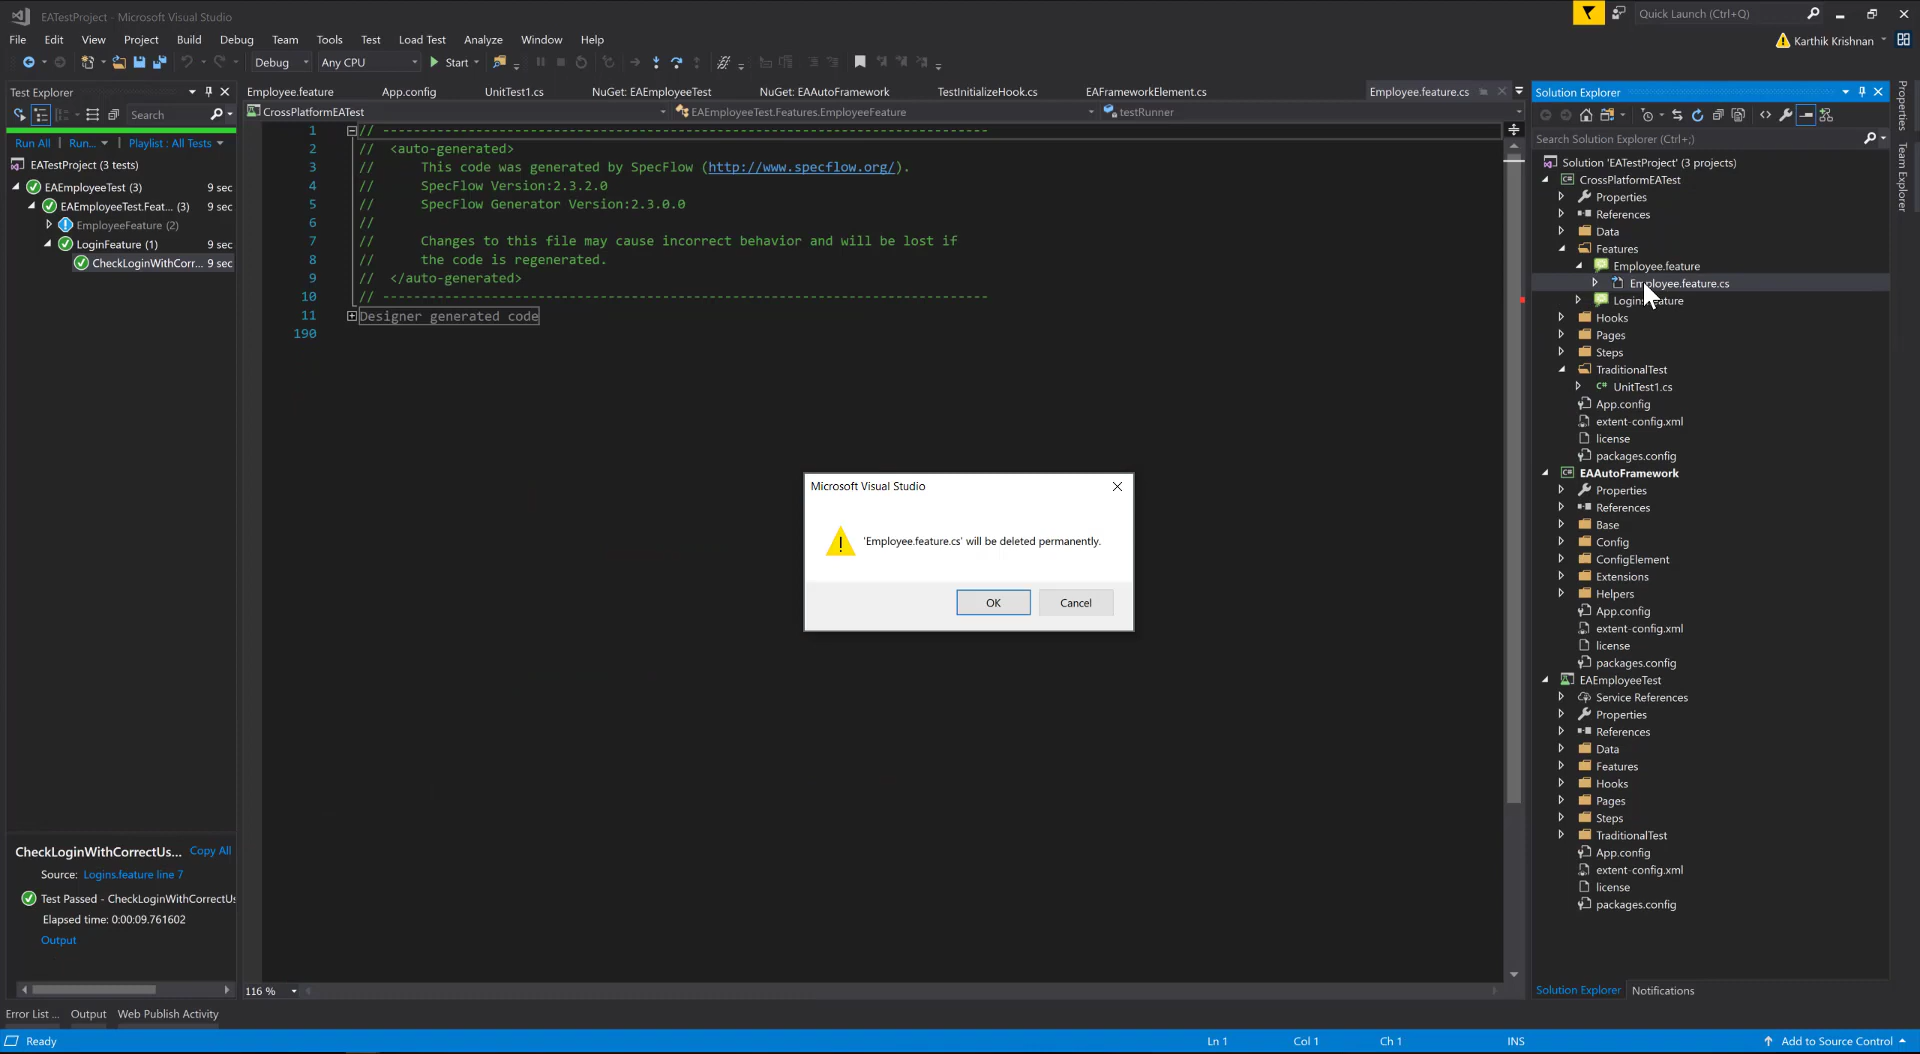 EATestProject - Microsoft Visual Studio
Quick Launch (Ctrl+Q)
File Edit View Project Build Debug Team Tools Test Load Test Analyze Window Help
Karthik Krishnan
Debug Any CPU Start
Test Explorer
Search
Run All | Run... | Playlist : All Tests
EATestProject (3 tests)
EAEmployeeTest (3) 9 sec
EAEmployeeTest.Feat... (3) 9 sec
EmployeeFeature (2)
LoginFeature (1) 9 sec
CheckLoginWithCorr... 9 sec
CheckLoginWithCorrectUs... Copy All
Source: Logins.feature line 7
Test Passed - CheckLoginWithCorrectUs
Elapsed time: 0:00:09.761602
Output
Employee.feature App.config UnitTest1.cs NuGet: EAEmployeeTest NuGet: EAAutoFramework TestInitializeHook.cs EAFrameworkElement.cs Employee.feature.cs
CrossPlatformEATest EAEmployeeTest.Features.EmployeeFeature testRunner
1 // ------------------------------------------------------------------------------
2 // <auto-generated>
3 // This code was generated by SpecFlow (http://www.specflow.org/).
4 // SpecFlow Version:2.3.2.0
5 // SpecFlow Generator Version:2.3.0.0
6 //
7 // Changes to this file may cause incorrect behavior and will be lost if
8 // the code is regenerated.
9 // </auto-generated>
10 // ------------------------------------------------------------------------------
11 Designer generated code
190
Microsoft Visual Studio
'Employee.feature.cs' will be deleted permanently.
OK Cancel
116 %
Solution Explorer
Search Solution Explorer (Ctrl+;)
Solution 'EATestProject' (3 projects)
CrossPlatformEATest
Properties
References
Data
Features
Employee.feature
Employee.feature.cs
Logins.feature
Hooks
Pages
Steps
TraditionalTest
UnitTest1.cs
App.config
extent-config.xml
license
packages.config
EAAutoFramework
Properties
References
Base
Config
ConfigElement
Extensions
Helpers
App.config
extent-config.xml
license
packages.config
EAEmployeeTest
Service References
Properties
References
Data
Features
Hooks
Pages
Steps
TraditionalTest
App.config
extent-config.xml
license
packages.config
Solution Explorer Notifications
Properties
Team Explorer
Error List ... Output Web Publish Activity
Ready Ln 1 Col 1 Ch 1 INS Add to Source Control